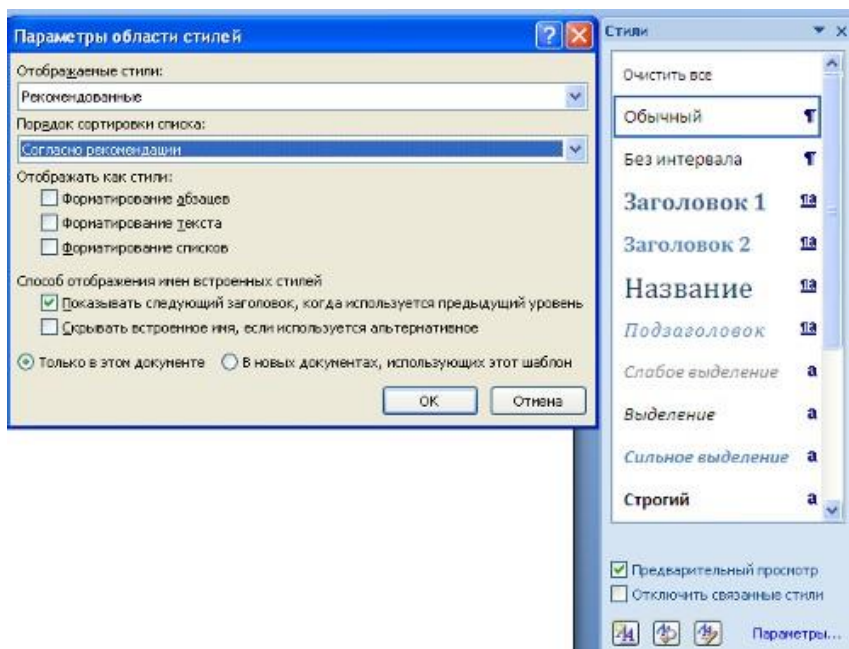 Параметры области стилей
Отображаемые стили:
Рекомендованные
Порядок сортировки списка:
Согласно рекомендации
Отображать как стили:
Форматирование абзацев
Форматирование текста
Форматирование списков
Способ отображения имен встроенных стилей
Показывать следующий заголовок, когда используется предыдущий уровень
Скрывать встроенное имя, если используется альтернативное
Только в этом документе В новых документах, использующих этот шаблон
ОК Отмена
Стили
Очистить все
Обычный ¶
Без интервала ¶
Заголовок 1 ¶a
Заголовок 2 ¶a
Название ¶a
Подзаголовок ¶a
Слабое выделение a
Выделение a
Сильное выделение a
Строгий a
Предварительный просмотр
Отключить связанные стили
Параметры...